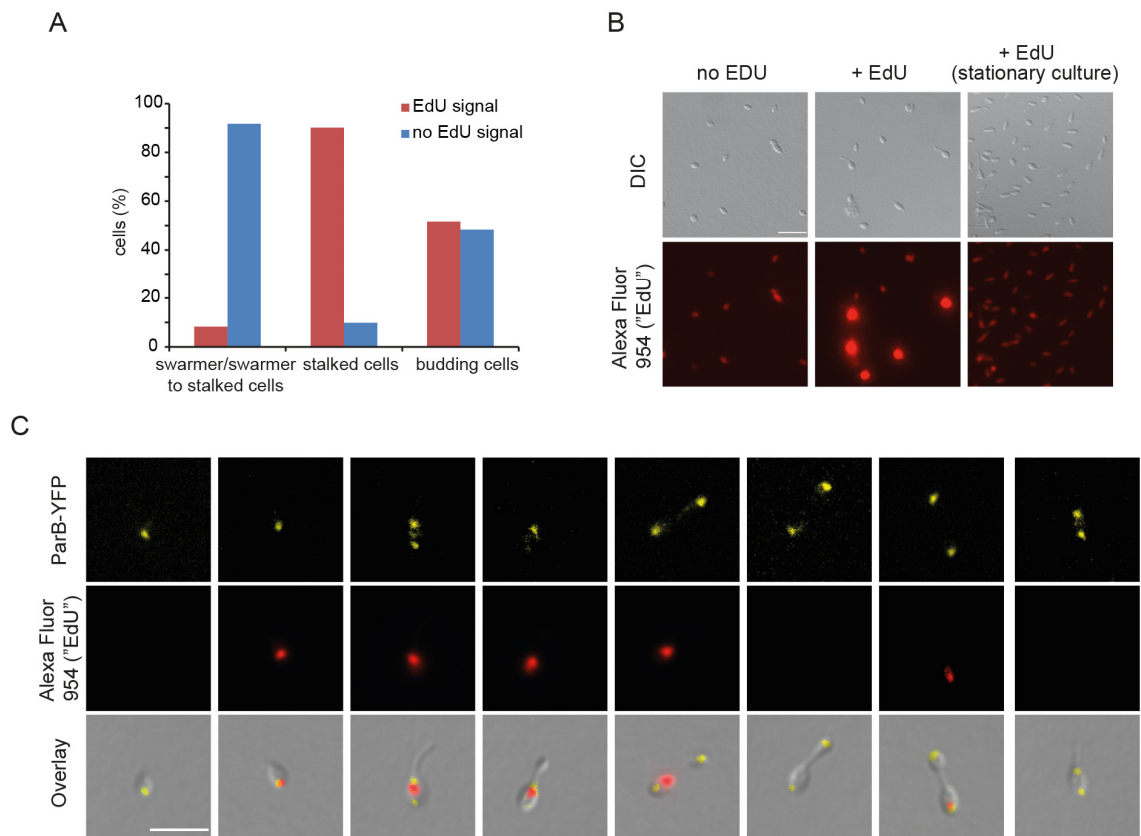 A
B
C
100
80
60
40
20
0
cells (%)
EdU signal
no EdU signal
swarmer/swarmer
to stalked cells
stalked cells
budding cells
no EDU
+ EdU
+ EdU
(stationary culture)
DIC
Alexa Fluor
954 ("EdU")
ParB-YFP
Alexa Fluor
954 ("EdU")
Overlay